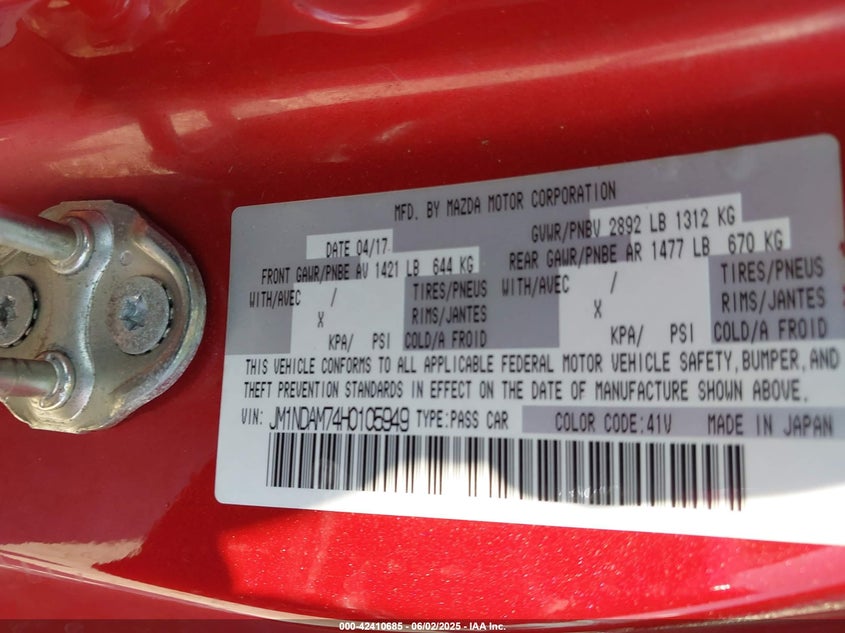 MFD. BY MAZDA MOTOR CORPORATION
DATE 04/17
GVWR/PNBV 2892 LB 1312 KG
FRONT GAWR/PNBE AV 1421 LB 644 KG
REAR GAWR/PNBE AR 1477 LB 670 KG
WITH/AVEC / TIRES/PNEUS WITH/AVEC / TIRES/PNEUS
X RIMS/JANTES X RIMS/JANTES
KPA/ PSI COLD/A FROID KPA/ PSI COLD/A FROID
THIS VEHICLE CONFORMS TO ALL APPLICABLE FEDERAL MOTOR VEHICLE SAFETY, BUMPER, AND
THEFT PREVENTION STANDARDS IN EFFECT ON THE DATE OF MANUFACTURE SHOWN ABOVE.
VIN: JM1NDAM74H0105949 TYPE:PASS CAR COLOR CODE:41V MADE IN JAPAN
000-42410685 - 06/02/2025 - IAA Inc.